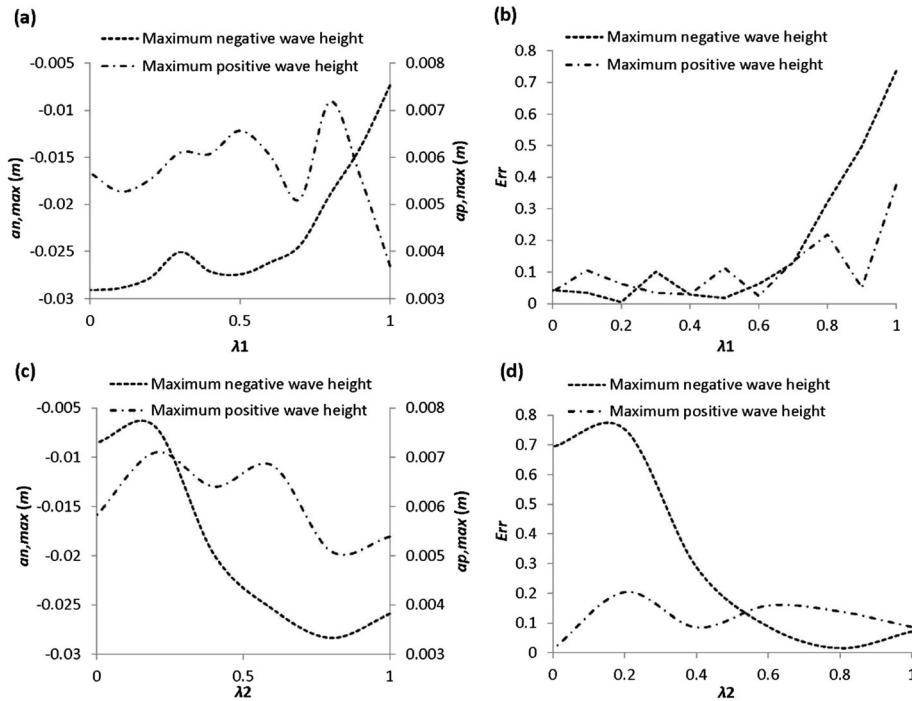 (a)
Maximum negative wave height
Maximum positive wave height
-0.005
-0.01
-0.015
-0.02
-0.025
-0.03
an,max (m)
0.008
0.007
0.006
0.005
0.004
0.003
ap,max (m)
0
0.5
1
λ1
(b)
Maximum negative wave height
Maximum positive wave height
0.8
0.7
0.6
0.5
0.4
0.3
0.2
0.1
0
Err
0
0.2
0.4
0.6
0.8
1
λ1
(c)
Maximum negative wave height
Maximum positive wave height
-0.005
-0.01
-0.015
-0.02
-0.025
-0.03
an,max (m)
0.008
0.007
0.006
0.005
0.004
0.003
ap,max (m)
0
0.5
1
λ2
(d)
Maximum negative wave height
Maximum positive wave height
0.8
0.7
0.6
0.5
0.4
0.3
0.2
0.1
0
Err
0
0.2
0.4
0.6
0.8
1
λ2